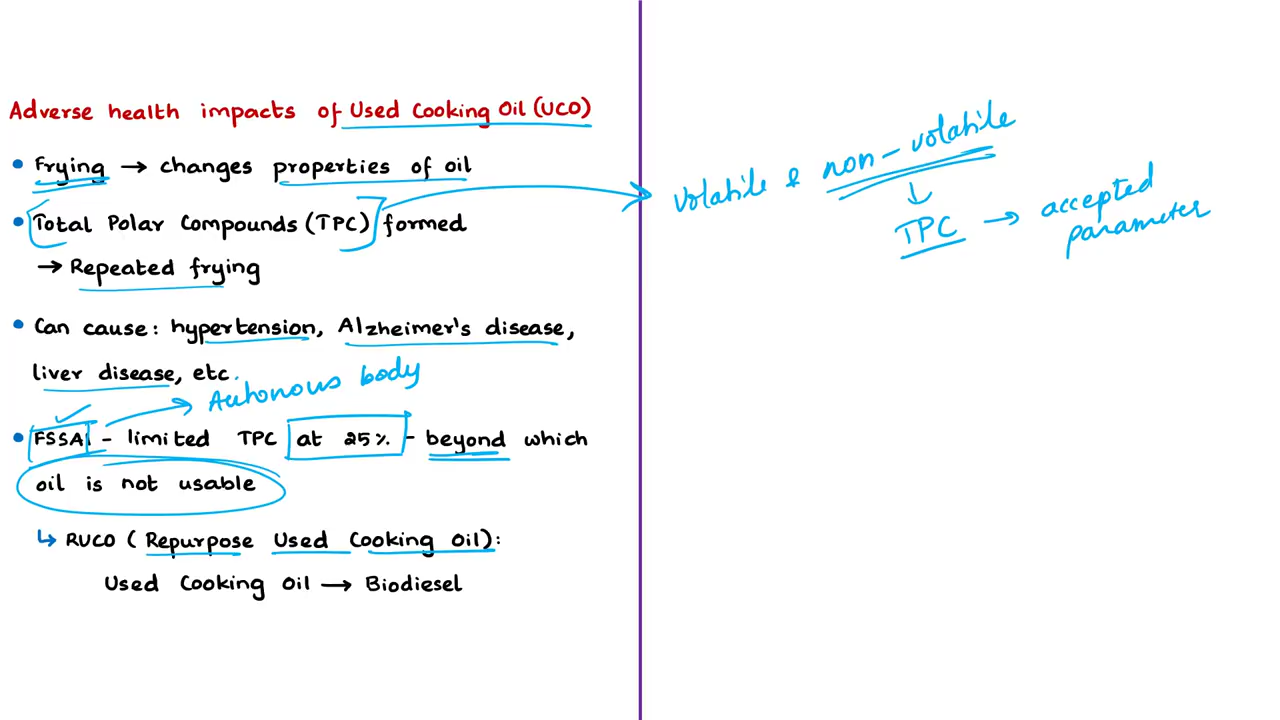 Adverse health impacts of Used Cooking Oil (UCO)
• Frying → changes properties of oil
• Total Polar Compounds (TPC) formed
→ Repeated frying
• Can cause: hypertension, Alzheimer's disease,
liver disease, etc.
Autonous body
• FSSAI - limited TPC at 25% - beyond which
oil is not usable
↳ RUCO (Repurpose Used Cooking Oil):
Used Cooking Oil → Biodiesel
volatile & non-volatile
↓
TPC → accepted
parameter